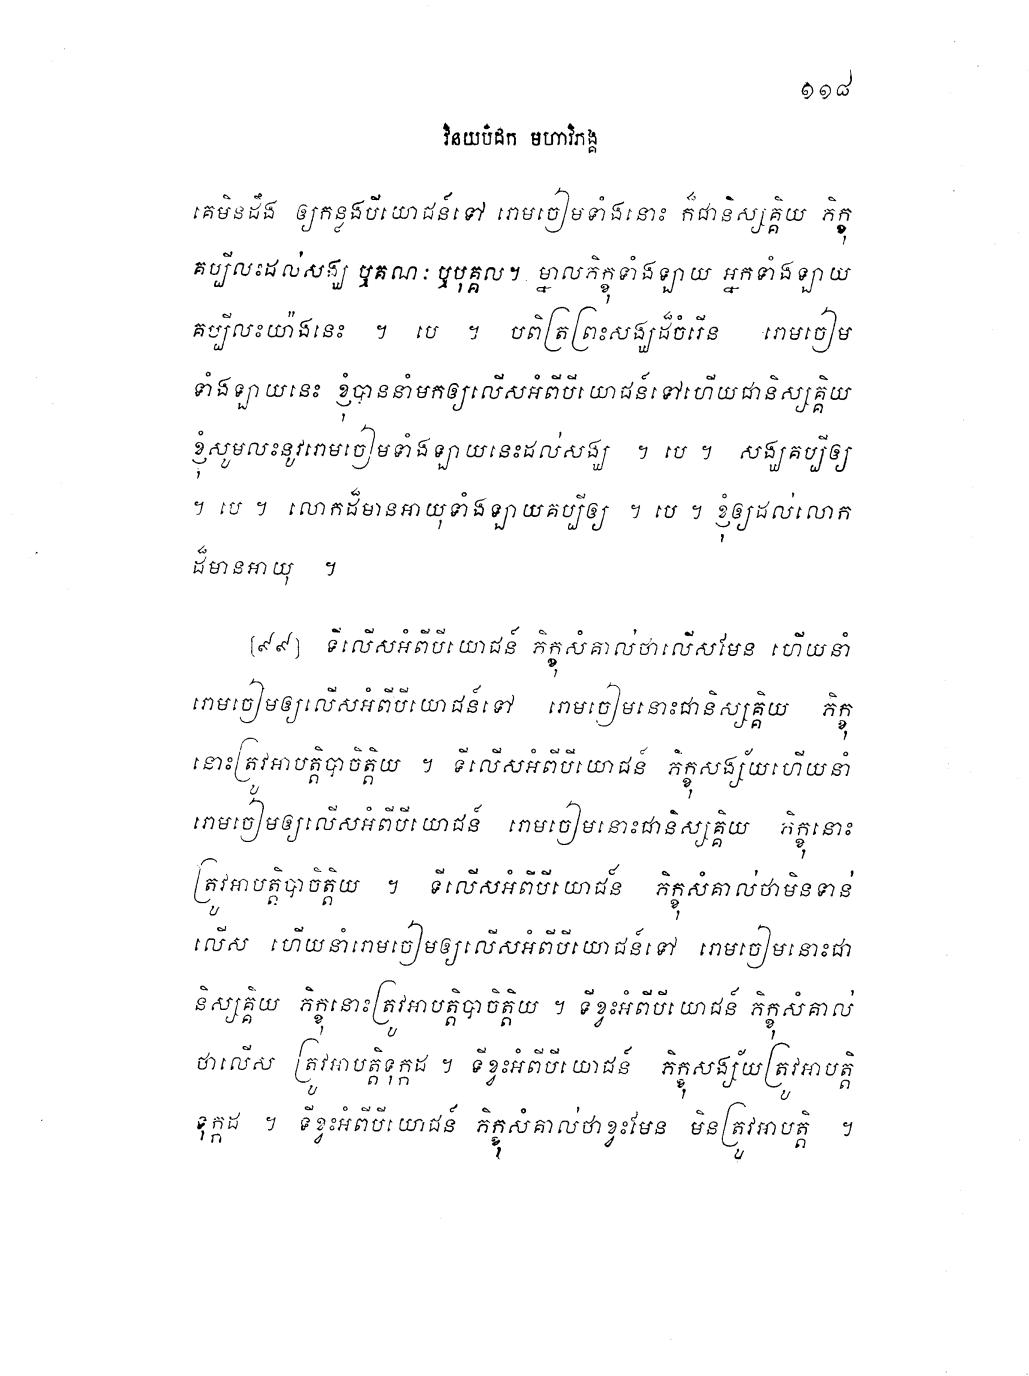 ១១៨
វិនយបិដក មហាវិភង្គ
គេមិនដឹង ឲ្យកន្លងបីយោជន៍ទៅ រោមចៀមទាំងនោះ ក៏ជានិស្សគ្គិយ ភិក្ខុ
គប្បីលះដល់សង្ឃ ឬគណៈ ឬបុគ្គល។ ម្នាលភិក្ខុទាំងឡាយ អ្នកទាំងឡាយ
គប្បីលះយ៉ាងនេះ ។ បេ ។ បពិត្រព្រះសង្ឃដ៏ចំរើន រោមចៀម
ទាំងឡាយនេះ ខ្ញុំបាននាំមកឲ្យលើសអំពីបីយោជន៍ទៅហើយជានិស្សគ្គិយ
ខ្ញុំសូមលះនូវរោមចៀមទាំងឡាយនេះដល់សង្ឃ ។ បេ ។ សង្ឃគប្បីឲ្យ
។ បេ ។ លោកដ៏មានអាយុទាំងឡាយគប្បីឲ្យ ។ បេ ។ ខ្ញុំឲ្យដល់លោក
ដ៏មានអាយុ ។
[៩៩] ទីលើសអំពីបីយោជន៍ ភិក្ខុសំគាល់ថាលើសមែន ហើយនាំ
រោមចៀមឲ្យលើសអំពីបីយោជន៍ទៅ រោមចៀមនោះជានិស្សគ្គិយ ភិក្ខុ
នោះត្រូវអាបត្តិបាចិត្តិយ ។ ទីលើសអំពីបីយោជន៍ ភិក្ខុសង្ស័យហើយនាំ
រោមចៀមឲ្យលើសអំពីបីយោជន៍ រោមចៀមនោះជានិស្សគ្គិយ ភិក្ខុនោះ
ត្រូវអាបត្តិបាចិត្តិយ ។ ទីលើសអំពីបីយោជន៍ ភិក្ខុសំគាល់ថាមិនទាន់
លើស ហើយនាំរោមចៀមឲ្យលើសអំពីបីយោជន៍ទៅ រោមចៀមនោះជា
និស្សគ្គិយ ភិក្ខុនោះត្រូវអាបត្តិបាចិត្តិយ ។ ទីខ្វះអំពីបីយោជន៍ ភិក្ខុសំគាល់
ថាលើស ត្រូវអាបត្តិទុក្កដ ។ ទីខ្វះអំពីបីយោជន៍ ភិក្ខុសង្ស័យត្រូវអាបត្តិ
ទុក្កដ ។ ទីខ្វះអំពីបីយោជន៍ ភិក្ខុសំគាល់ថាខ្វះមែន មិនត្រូវអាបត្តិ ។